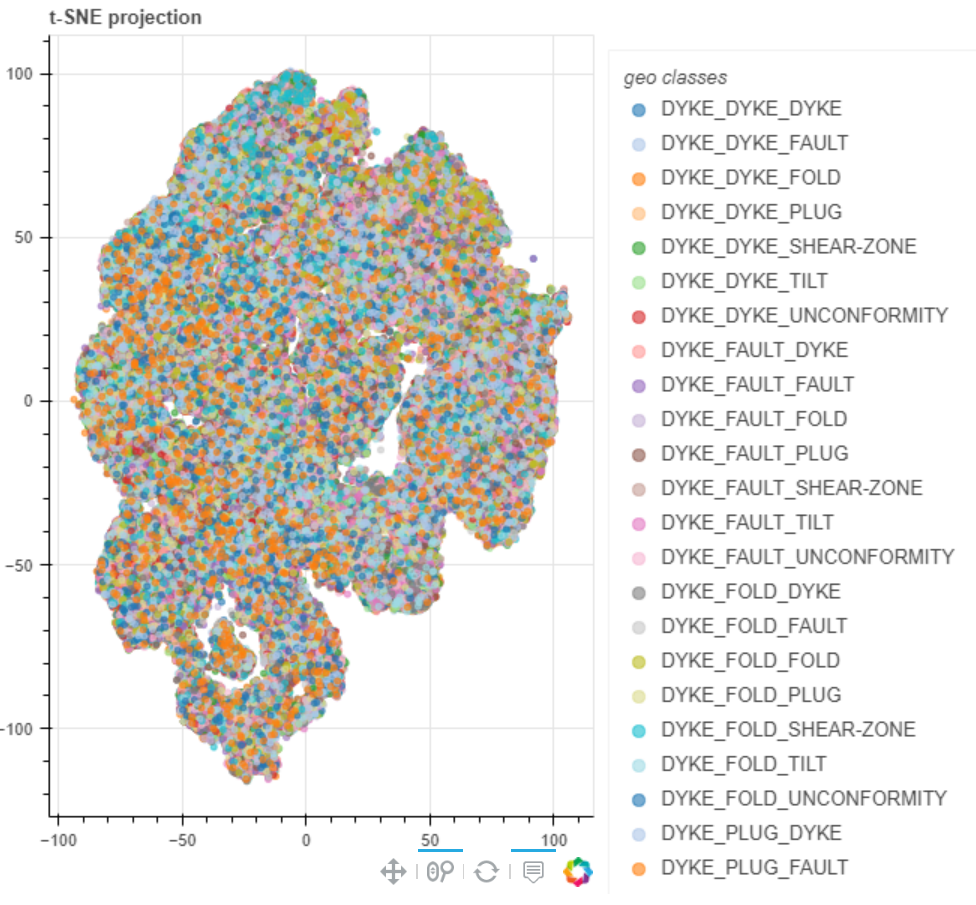 t-SNE projection
100
50
0
−50
−100
−100
−50
0
50
100
geo classes
DYKE_DYKE_DYKE
DYKE_DYKE_FAULT
DYKE_DYKE_FOLD
DYKE_DYKE_PLUG
DYKE_DYKE_SHEAR-ZONE
DYKE_DYKE_TILT
DYKE_DYKE_UNCONFORMITY
DYKE_FAULT_DYKE
DYKE_FAULT_FAULT
DYKE_FAULT_FOLD
DYKE_FAULT_PLUG
DYKE_FAULT_SHEAR-ZONE
DYKE_FAULT_TILT
DYKE_FAULT_UNCONFORMITY
DYKE_FOLD_DYKE
DYKE_FOLD_FAULT
DYKE_FOLD_FOLD
DYKE_FOLD_PLUG
DYKE_FOLD_SHEAR-ZONE
DYKE_FOLD_TILT
DYKE_FOLD_UNCONFORMITY
DYKE_PLUG_DYKE
DYKE_PLUG_FAULT